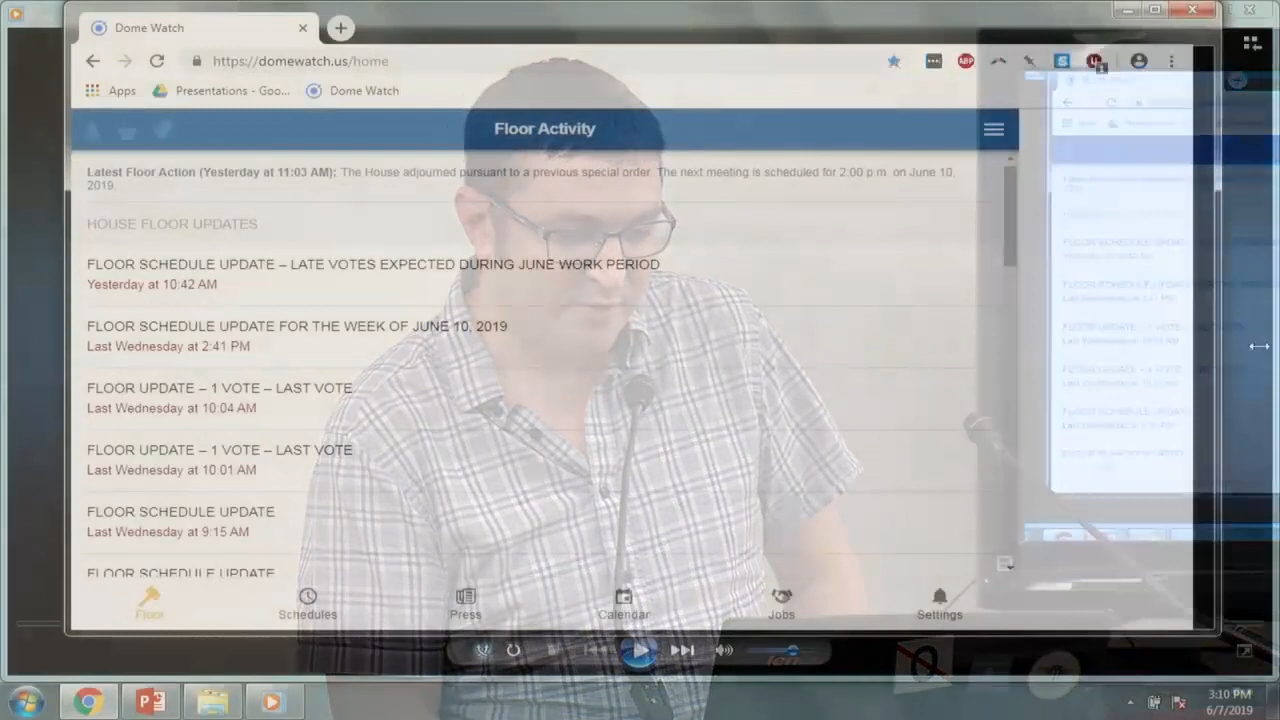 Dome Watch
https://domewatch.us/home
Apps
Presentations - Goo...
Dome Watch
Floor Activity
Latest Floor Action (Yesterday at 11:03 AM): The House adjourned pursuant to a previous special order. The next meeting is scheduled for 2:00 p.m. on June 10,
2019.
HOUSE FLOOR UPDATES
FLOOR SCHEDULE UPDATE – LATE VOTES EXPECTED DURING JUNE WORK PERIOD
Yesterday at 10:42 AM
FLOOR SCHEDULE UPDATE FOR THE WEEK OF JUNE 10, 2019
Last Wednesday at 2:41 PM
FLOOR UPDATE – 1 VOTE – LAST VOTE
Last Wednesday at 10:04 AM
FLOOR UPDATE – 1 VOTE – LAST VOTE
Last Wednesday at 10:01 AM
FLOOR SCHEDULE UPDATE
Last Wednesday at 9:15 AM
FLOOR SCHEDULE UPDATE
Floor
Schedules
Press
Calendar
Jobs
Settings
ABP
3:10 PM
6/7/2019